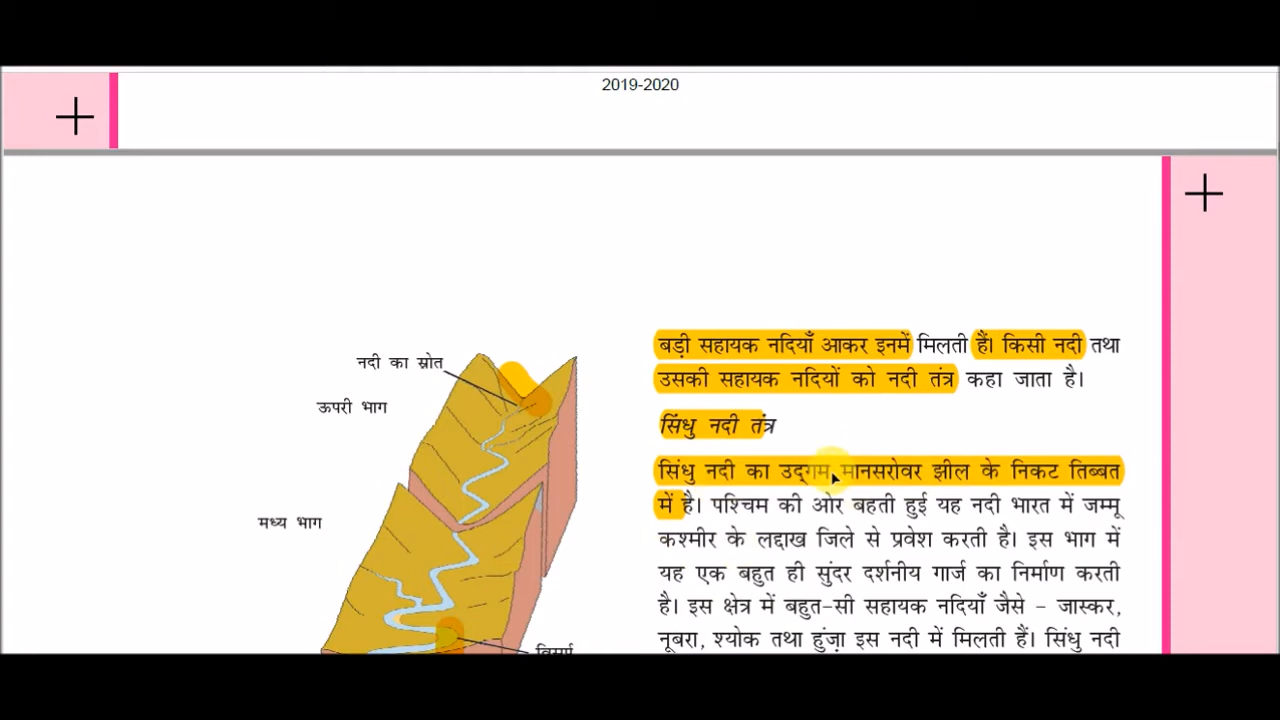 2019-2020
नदी का स्रोत
ऊपरी भाग
मध्य भाग
विसर्प
बड़ी सहायक नदियाँ आकर इनमें मिलती हैं। किसी नदी तथा
उसकी सहायक नदियों को नदी तंत्र कहा जाता है।
सिंधु नदी तंत्र
सिंधु नदी का उद्गम मानसरोवर झील के निकट तिब्बत
में है। पश्चिम की ओर बहती हुई यह नदी भारत में जम्मू
कश्मीर के लद्दाख जिले से प्रवेश करती है। इस भाग में
यह एक बहुत ही सुंदर दर्शनीय गार्ज का निर्माण करती
है। इस क्षेत्र में बहुत-सी सहायक नदियाँ जैसे - जास्कर,
नूबरा, श्योक तथा हुंज़ा इस नदी में मिलती हैं। सिंधु नदी